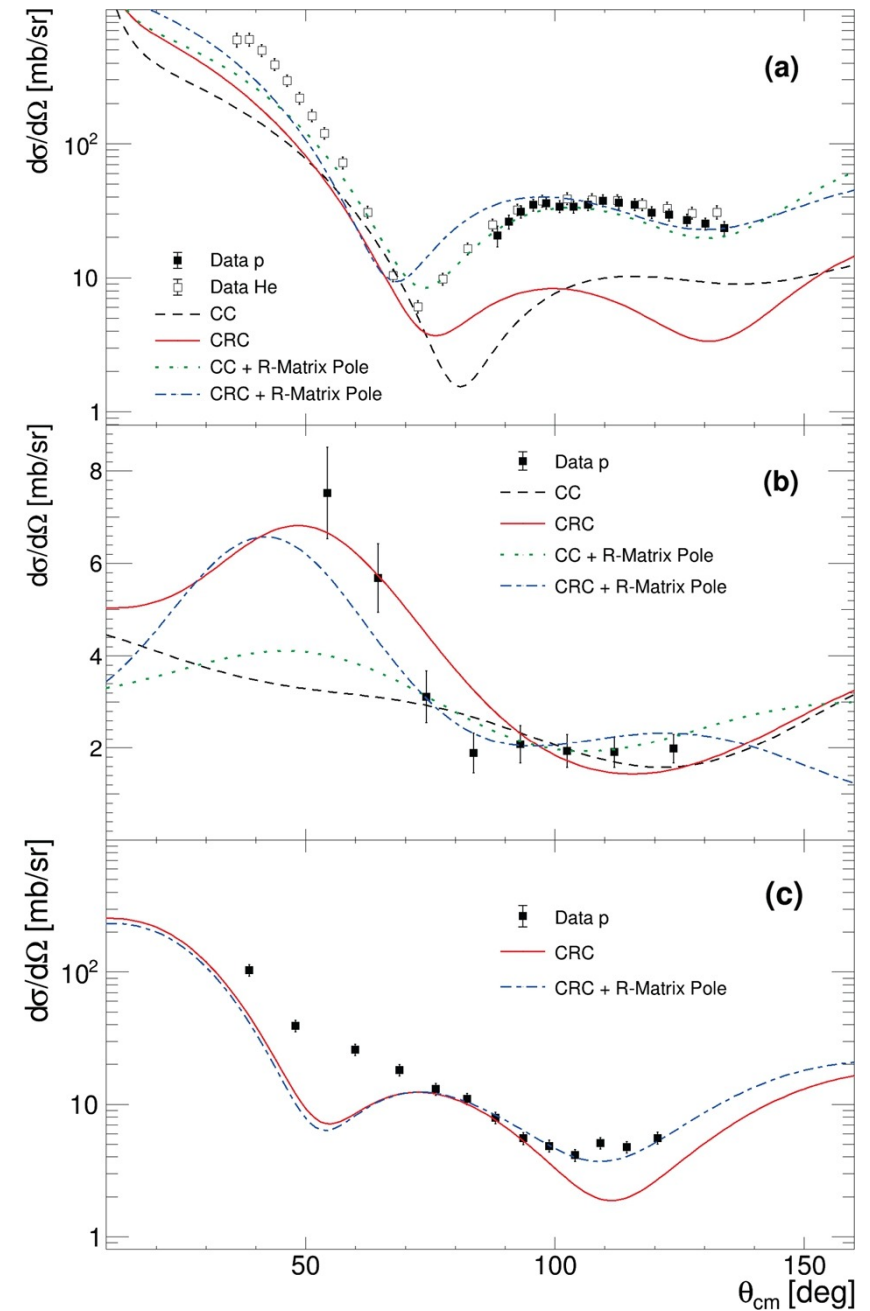 dσ/dΩ [mb/sr]
(a)
10²
10
1
Data p
Data He
CC
CRC
CC + R-Matrix Pole
CRC + R-Matrix Pole
dσ/dΩ [mb/sr]
(b)
8
6
4
2
Data p
CC
CRC
CC + R-Matrix Pole
CRC + R-Matrix Pole
dσ/dΩ [mb/sr]
(c)
10²
10
1
Data p
CRC
CRC + R-Matrix Pole
50 100 150
θcm [deg]